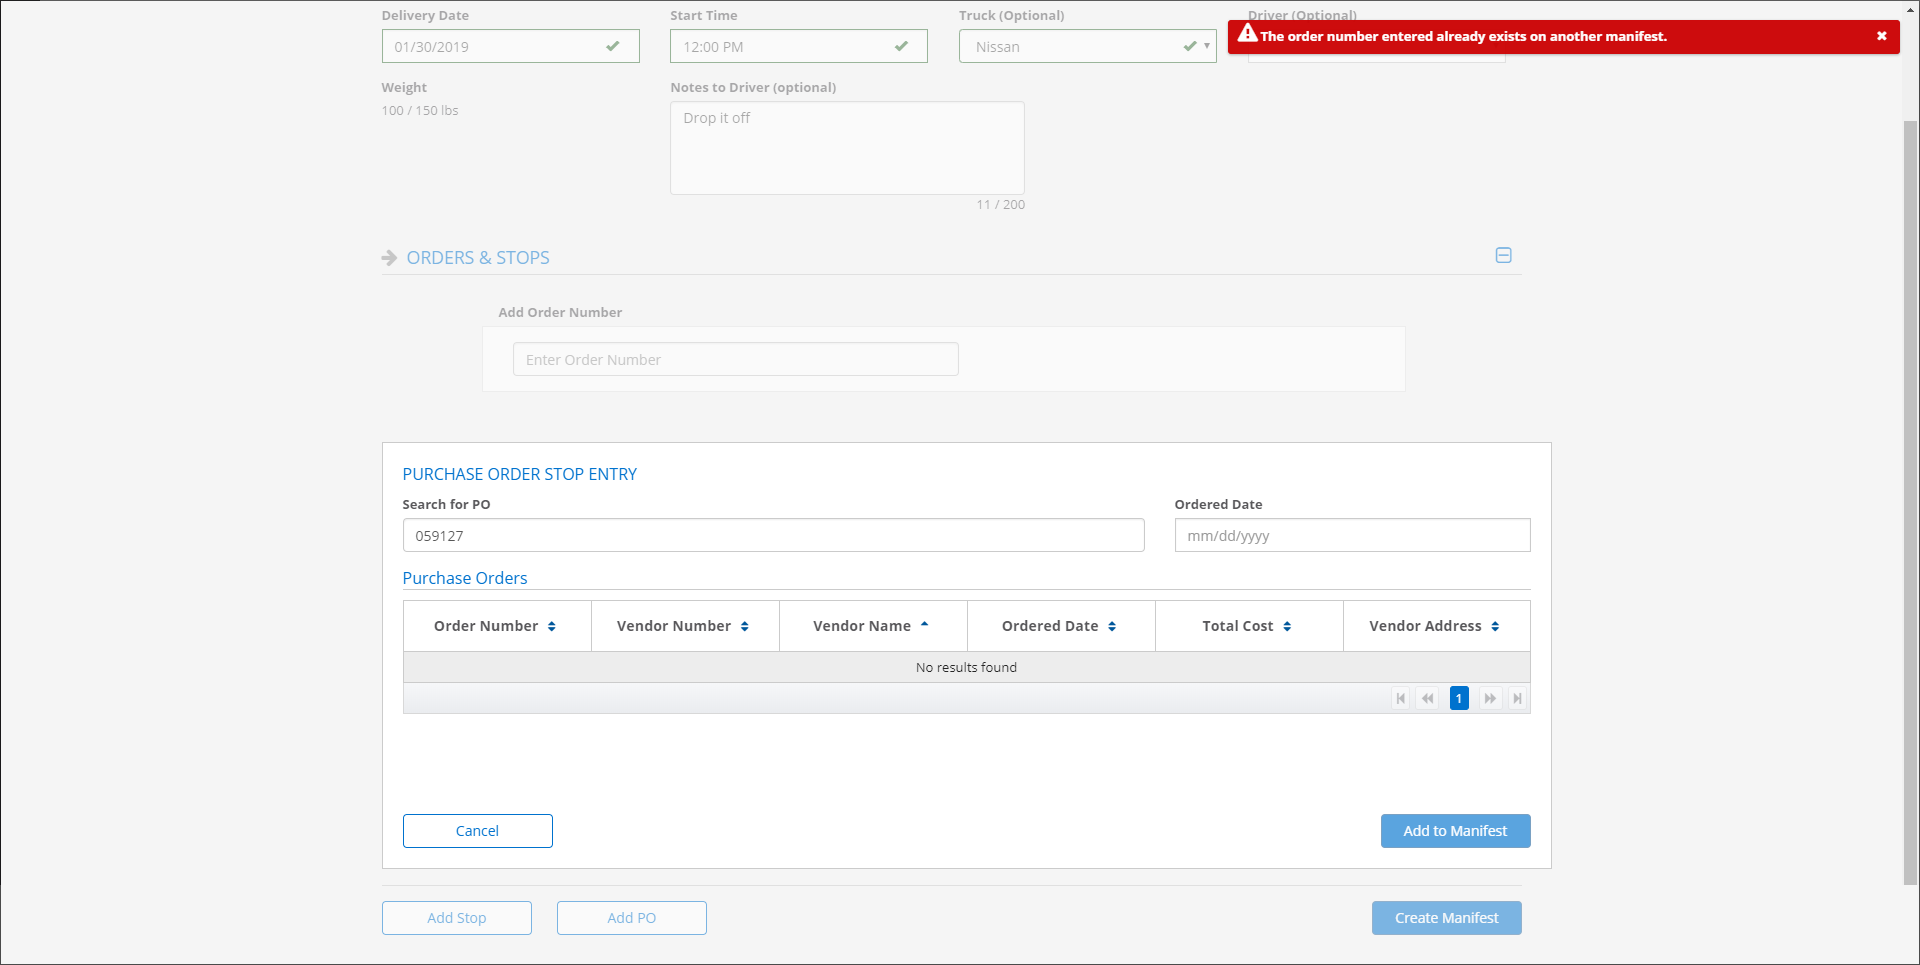 Delivery Date
Start Time
Truck (Optional)
Driver (Optional)
The order number entered already exists on another manifest.
01/30/2019
12:00 PM
Nissan
Weight
Notes to Driver (optional)
100 / 150 lbs
Drop it off
11 / 200
ORDERS & STOPS
Add Order Number
Enter Order Number
PURCHASE ORDER STOP ENTRY
Search for PO
Ordered Date
059127
mm/dd/yyyy
Purchase Orders
Order Number
Vendor Number
Vendor Name
Ordered Date
Total Cost
Vendor Address
No results found
1
Cancel
Add to Manifest
Add Stop
Add PO
Create Manifest